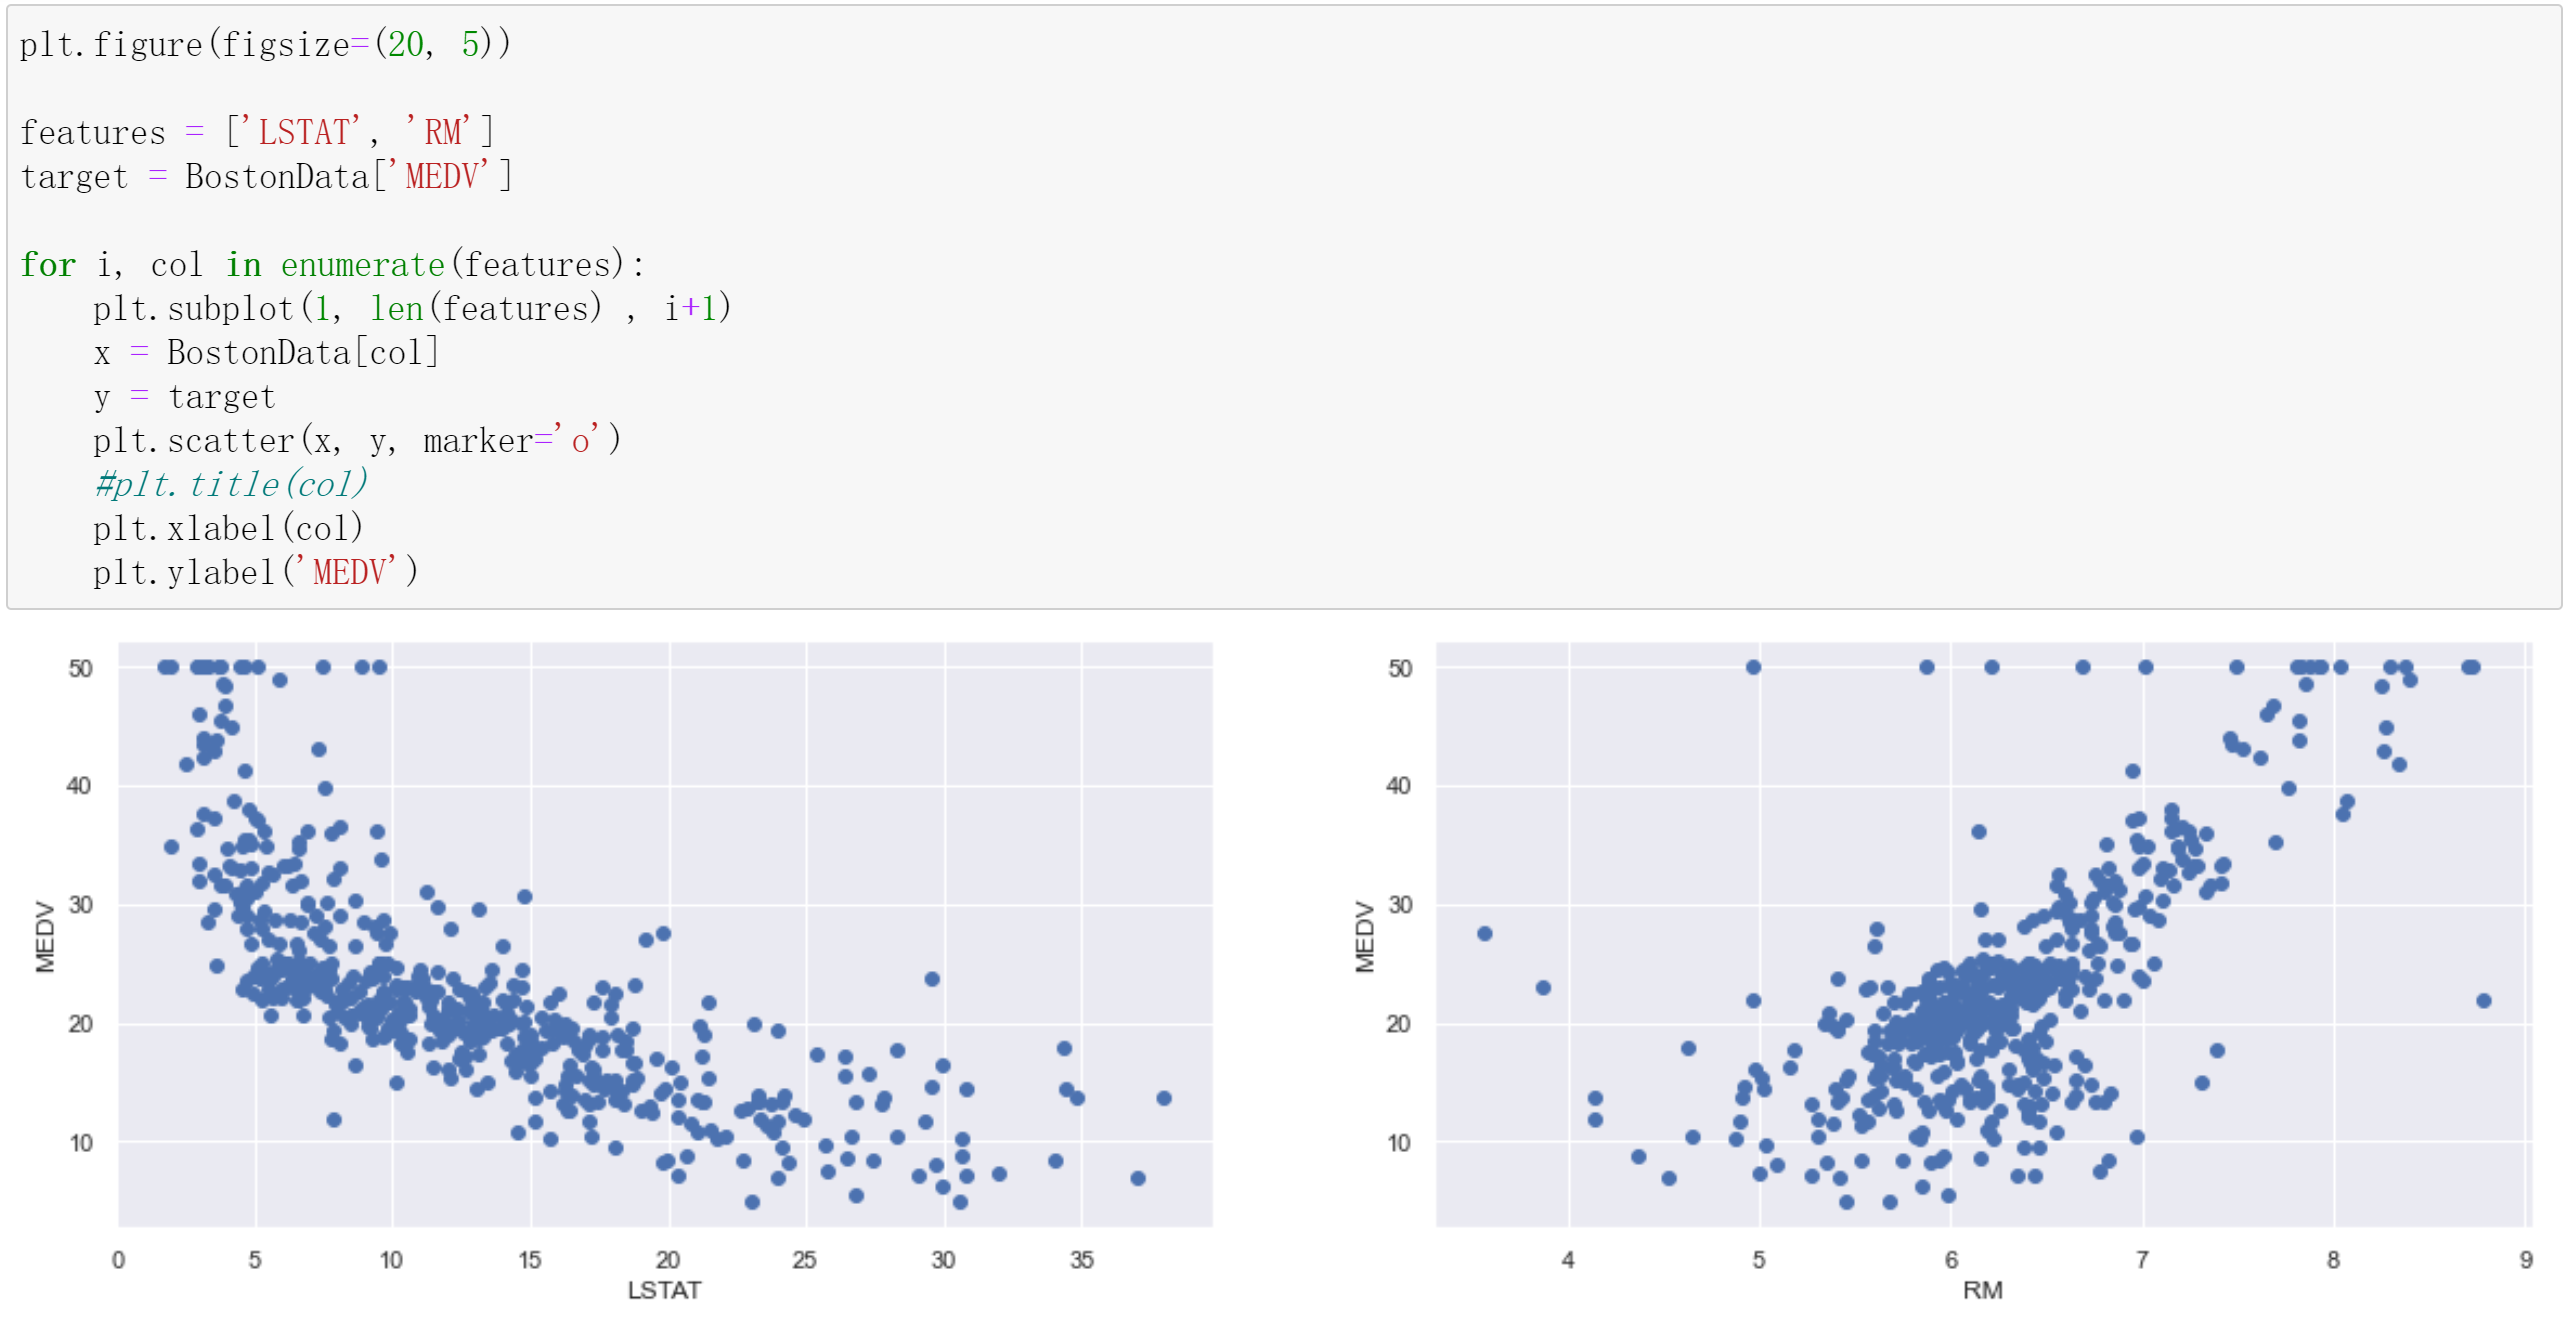 plt.figure(figsize=(20, 5))
features = ['LSTAT', 'RM']
target = BostonData['MEDV']
for i, col in enumerate(features):
    plt.subplot(1, len(features) , i+1)
    x = BostonData[col]
    y = target
    plt.scatter(x, y, marker='o')
    #plt.title(col)
    plt.xlabel(col)
    plt.ylabel('MEDV')
50
40
30
20
10
MEDV
0 5 10 15 20 25 30 35
LSTAT
50
40
30
20
10
MEDV
4 5 6 7 8 9
RM